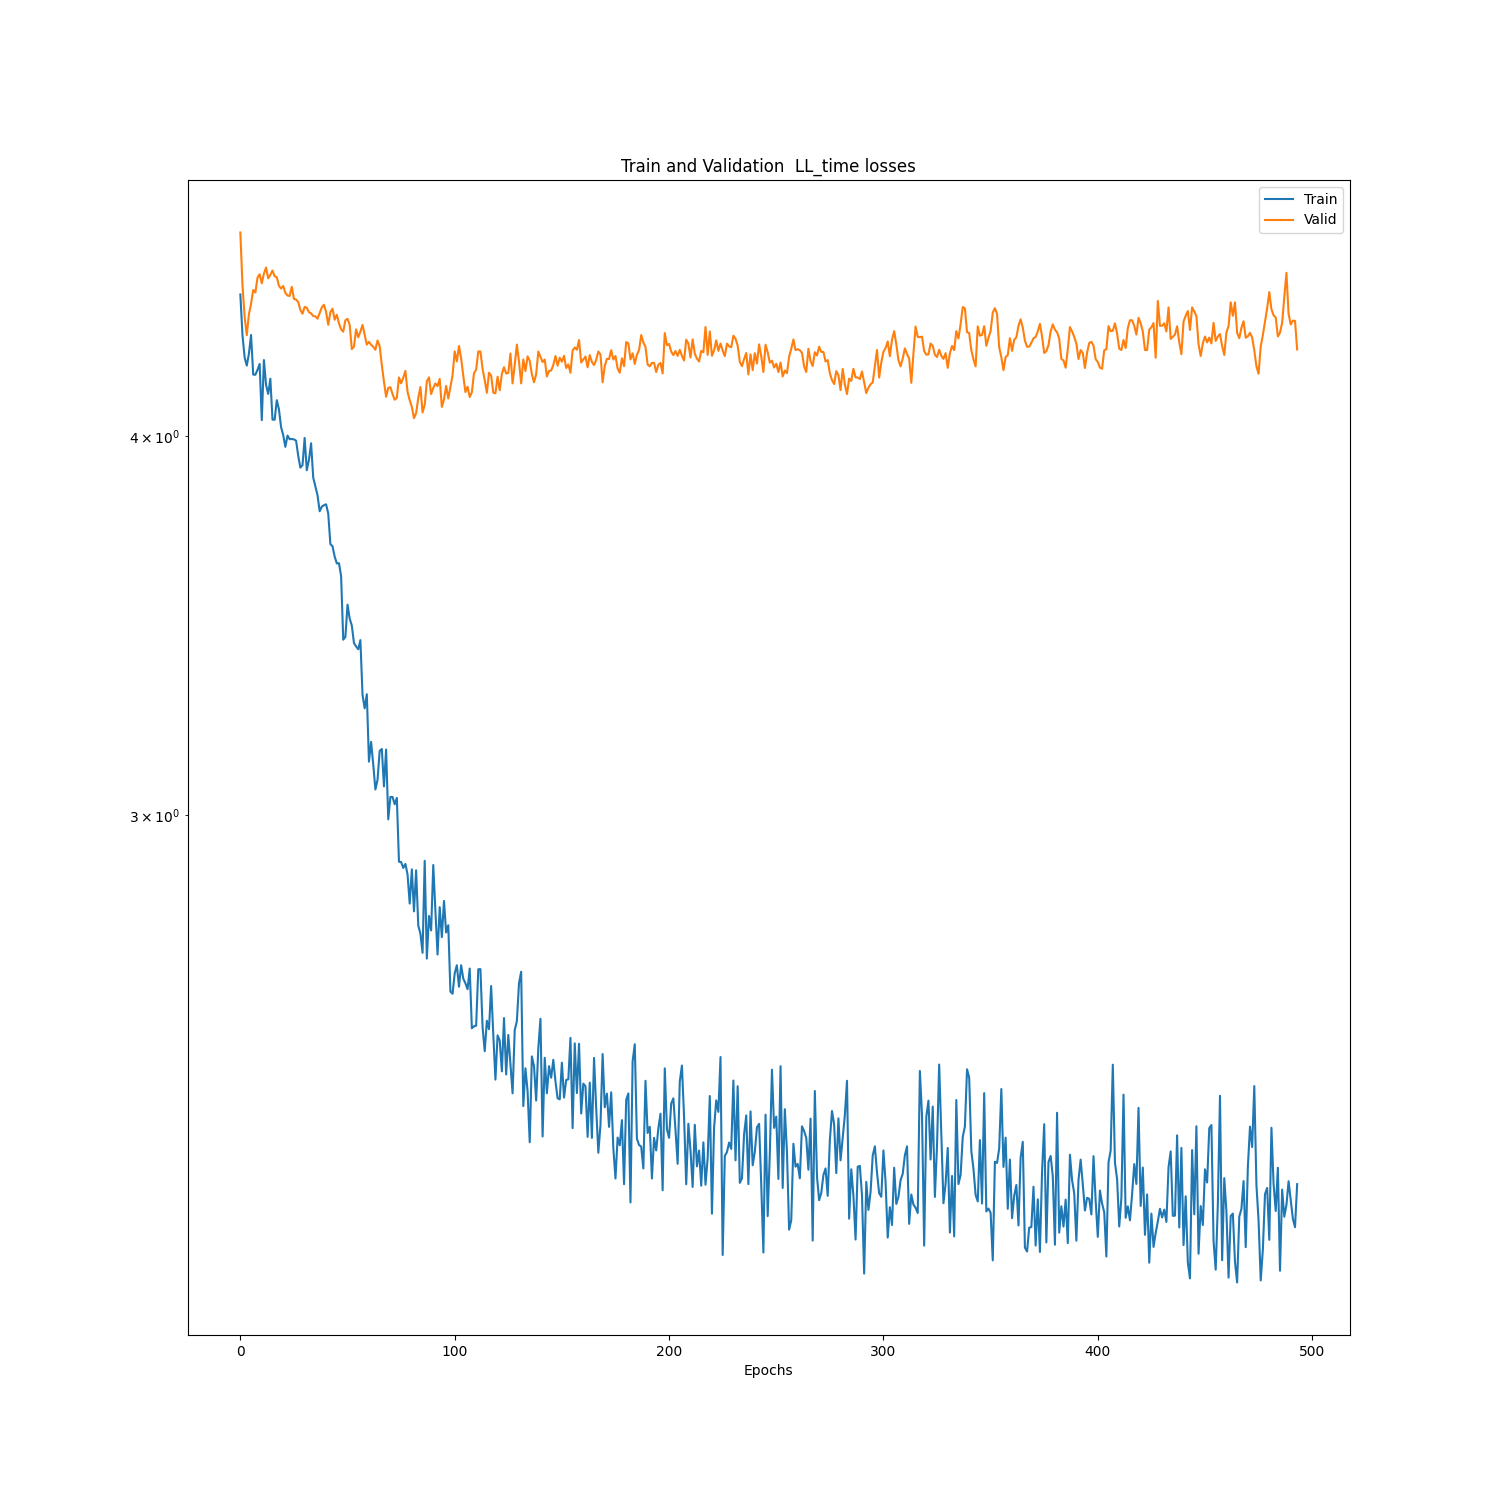 Train and Validation  LL_time losses
Train
Valid
4 × 10⁰
3 × 10⁰
0 100 200 300 400 500
Epochs